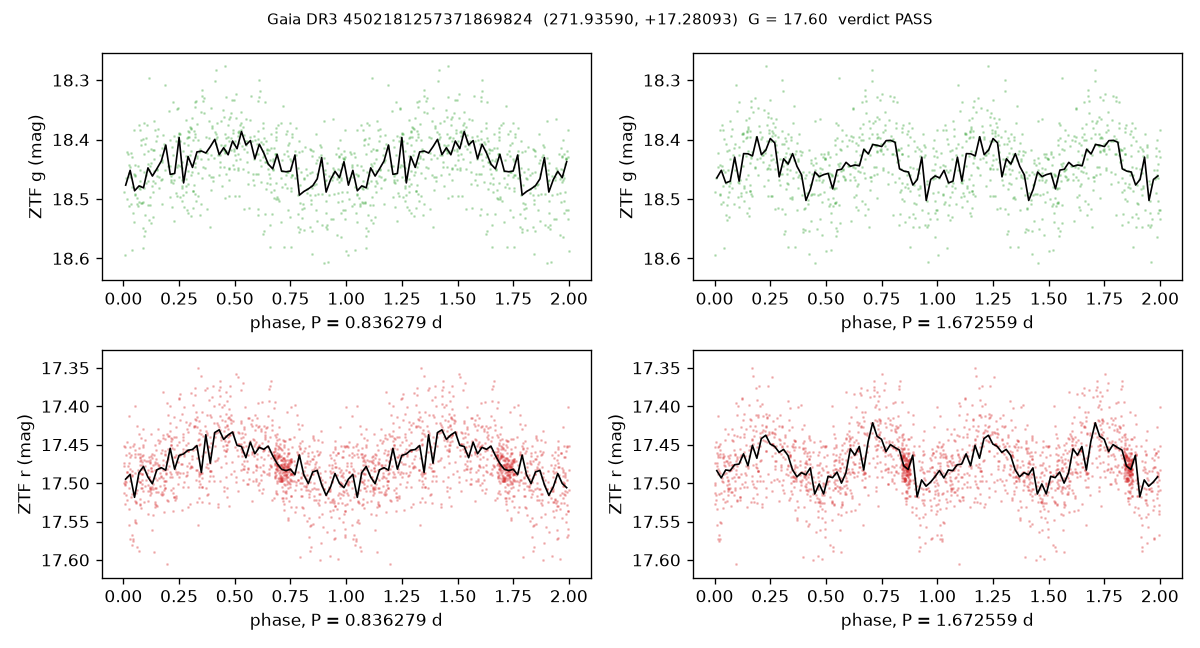 Gaia DR3 4502181257371869824 (271.93590, +17.28093) G = 17.60 verdict PASS
ZTF g (mag)
18.3
18.4
18.5
18.6
0.00 0.25 0.50 0.75 1.00 1.25 1.50 1.75 2.00
phase, P = 0.836279 d
ZTF g (mag)
18.3
18.4
18.5
18.6
0.00 0.25 0.50 0.75 1.00 1.25 1.50 1.75 2.00
phase, P = 1.672559 d
ZTF r (mag)
17.35
17.40
17.45
17.50
17.55
17.60
0.00 0.25 0.50 0.75 1.00 1.25 1.50 1.75 2.00
phase, P = 0.836279 d
ZTF r (mag)
17.35
17.40
17.45
17.50
17.55
17.60
0.00 0.25 0.50 0.75 1.00 1.25 1.50 1.75 2.00
phase, P = 1.672559 d